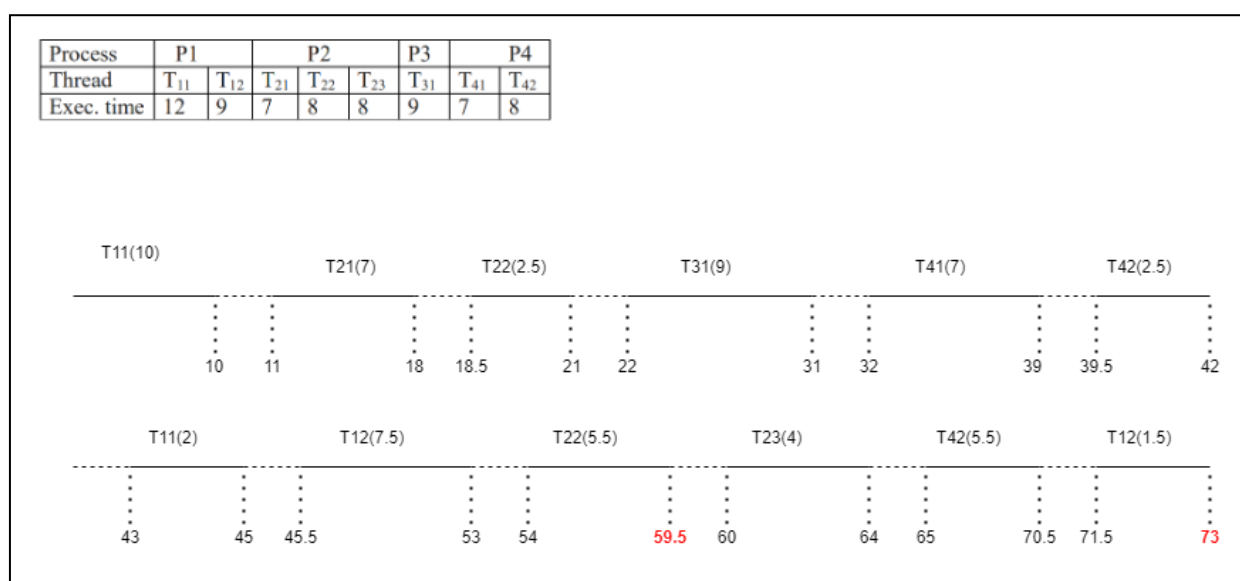 Process P1 P2 P3 P4
Thread T₁₁ T₁₂ T₂₁ T₂₂ T₂₃ T₃₁ T₄₁ T₄₂
Exec. time 12 9 7 8 8 9 7 8
T11(10) T21(7) T22(2.5) T31(9) T41(7) T42(2.5)
10 11 18 18.5 21 22 31 32 39 39.5 42
T11(2) T12(7.5) T22(5.5) T23(4) T42(5.5) T12(1.5)
43 45 45.5 53 54 59.5 60 64 65 70.5 71.5 73